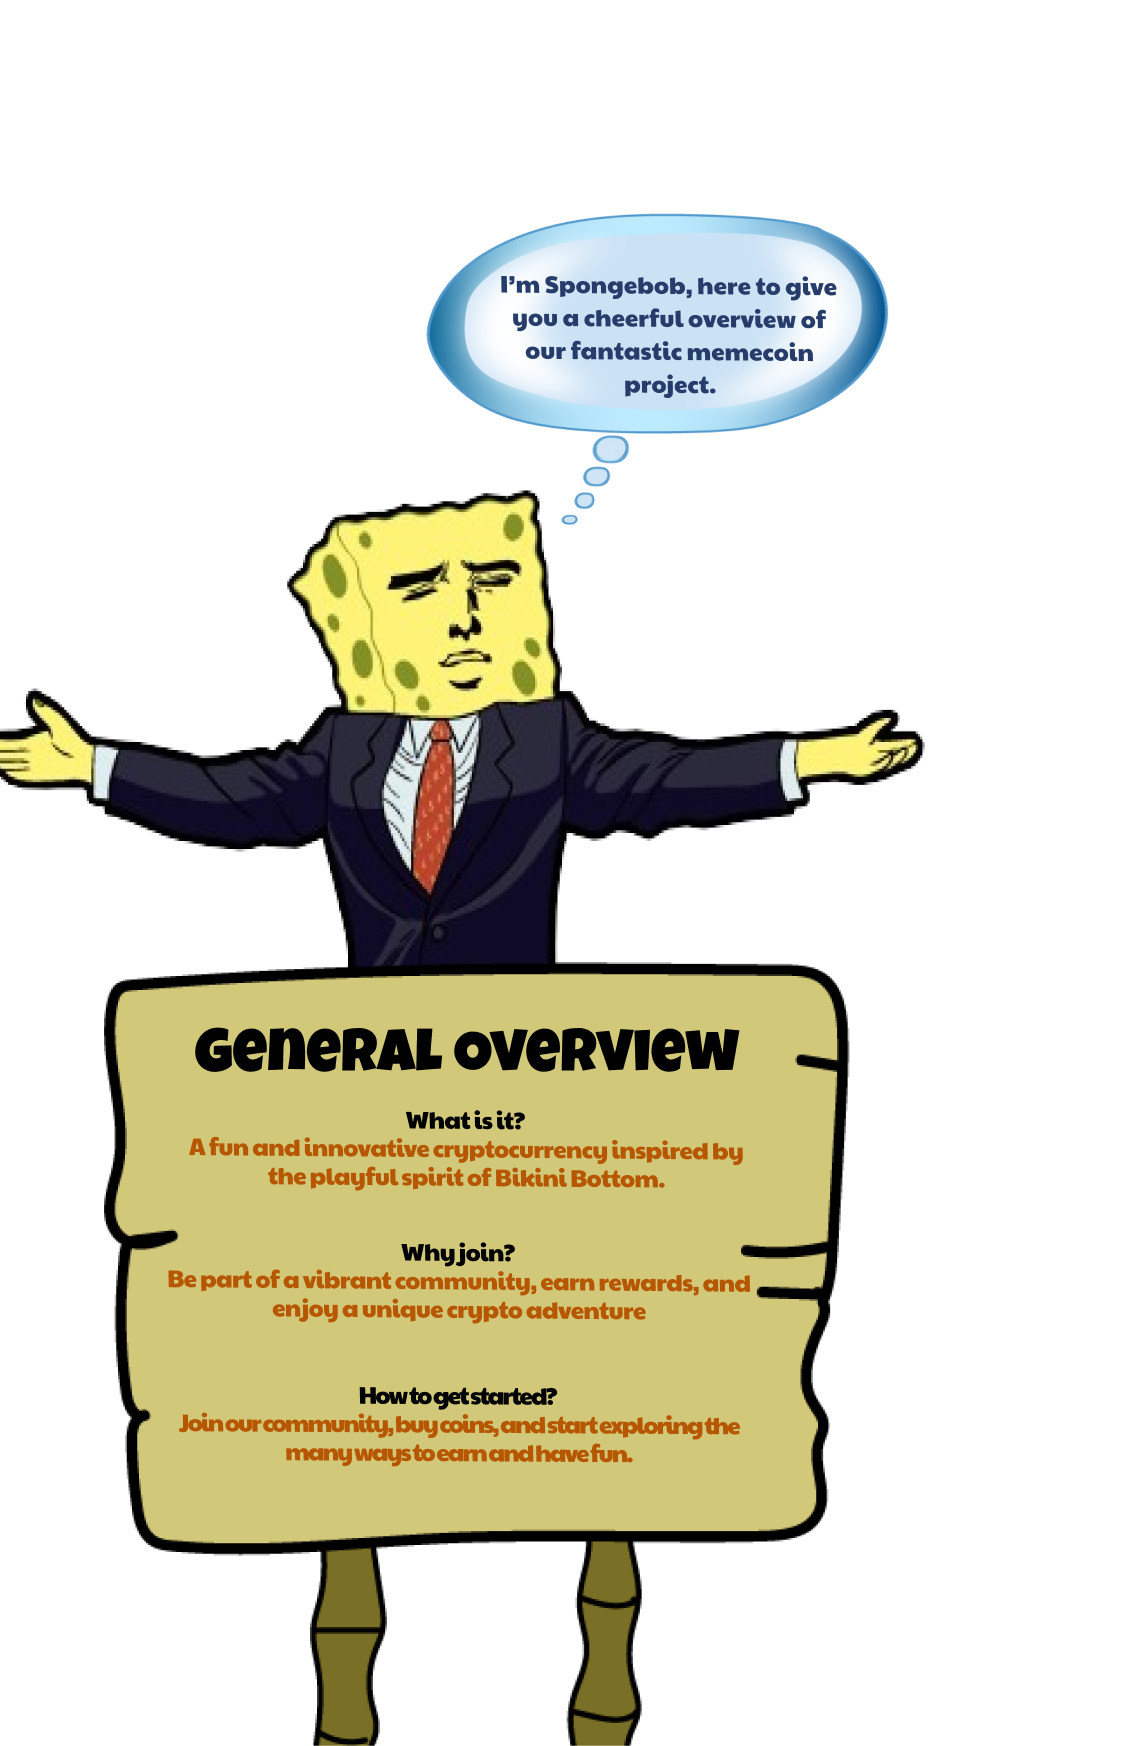 I'm Spongebob, here to give
you a cheerful overview of
our fantastic memecoin
project.
General Overview
What is it?
A fun and innovative cryptocurrency inspired by
the playful spirit of Bikini Bottom.
Why join?
Be part of a vibrant community, earn rewards, and
enjoy a unique crypto adventure
How to get started?
Join our community, buy coins, and start exploring the
many ways to earn and have fun.